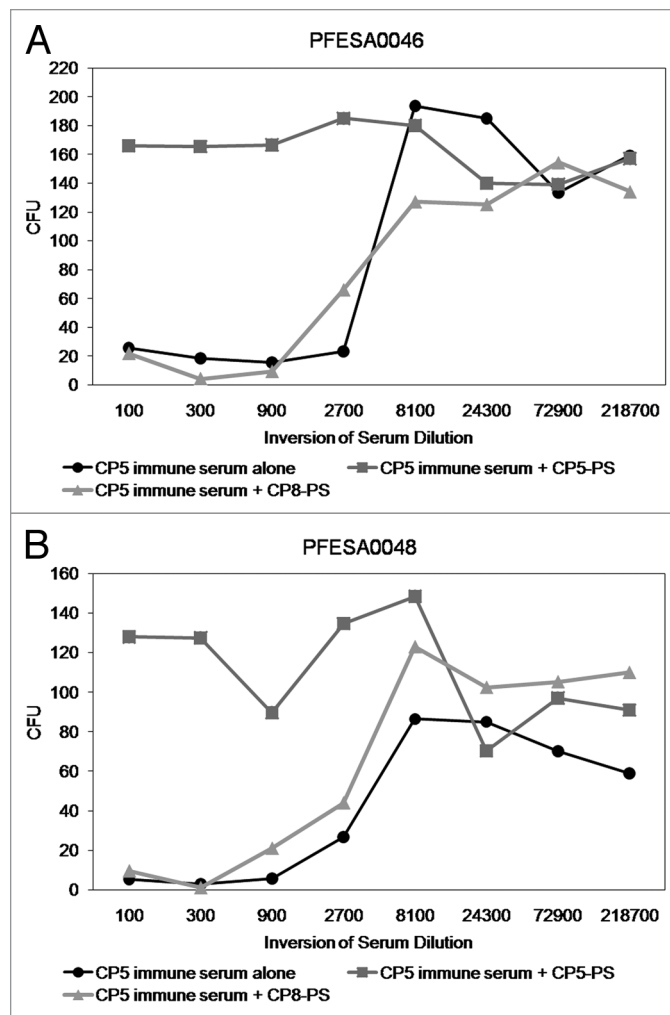 A
PFESA0046
220
200
180
160
140
120
100
80
60
40
20
0
CFU
100 300 900 2700 8100 24300 72900 218700
Inversion of Serum Dilution
CP5 immune serum alone CP5 immune serum + CP5-PS
CP5 immune serum + CP8-PS
B
PFESA0048
160
140
120
100
80
60
40
20
0
CFU
100 300 900 2700 8100 24300 72900 218700
Inversion of Serum Dilution
CP5 immune serum alone CP5 immune serum + CP5-PS
CP5 immune serum + CP8-PS